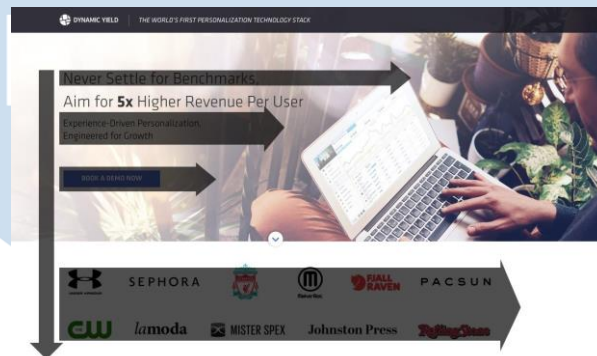 DYNAMIC YIELD THE WORLD'S FIRST PERSONALIZATION TECHNOLOGY STACK
Never Settle for Benchmarks,
Aim for 5x Higher Revenue Per User
Experience-Driven Personalization,
Engineered for Growth
BOOK A DEMO NOW
SEPHORA FJALL RAVEN PACSUN
CW lamoda MISTER SPEX Johnston Press RollingStone